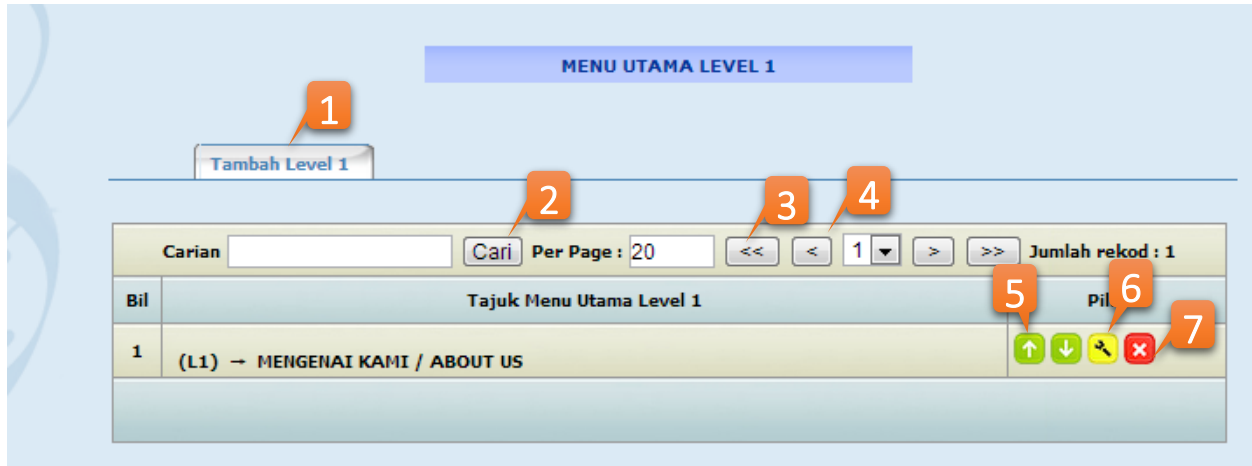 MENU UTAMA LEVEL 1
1
Tambah Level 1
2
3
4
Carian Cari Per Page : 20 << < 1 > >> Jumlah rekod : 1
5
6
7
Bil Tajuk Menu Utama Level 1
1 (L1) → MENGENAI KAMI / ABOUT US